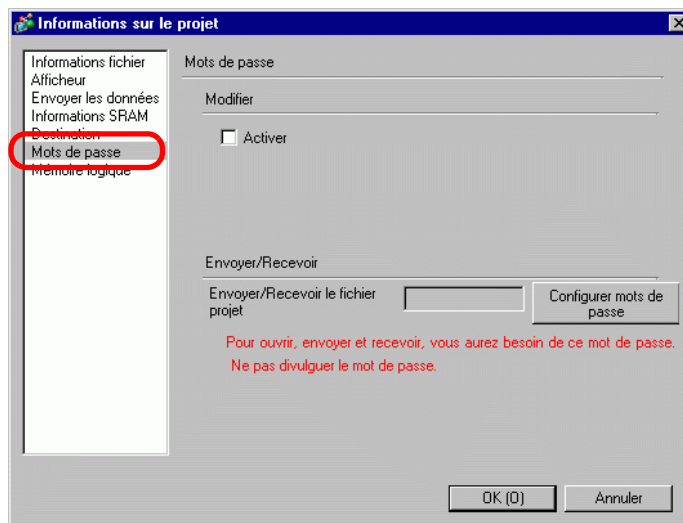 Informations sur le projet
Informations fichier
Afficheur
Envoyer les données
Informations SRAM
Destination
Mots de passe
Mémoire logique
Mots de passe
Modifier
Activer
Envoyer/Recevoir
Envoyer/Recevoir le fichier
projet
Configurer mots de
passe
Pour ouvrir, envoyer et recevoir, vous aurez besoin de ce mot de passe.
Ne pas divulguer le mot de passe.
OK (O)
Annuler